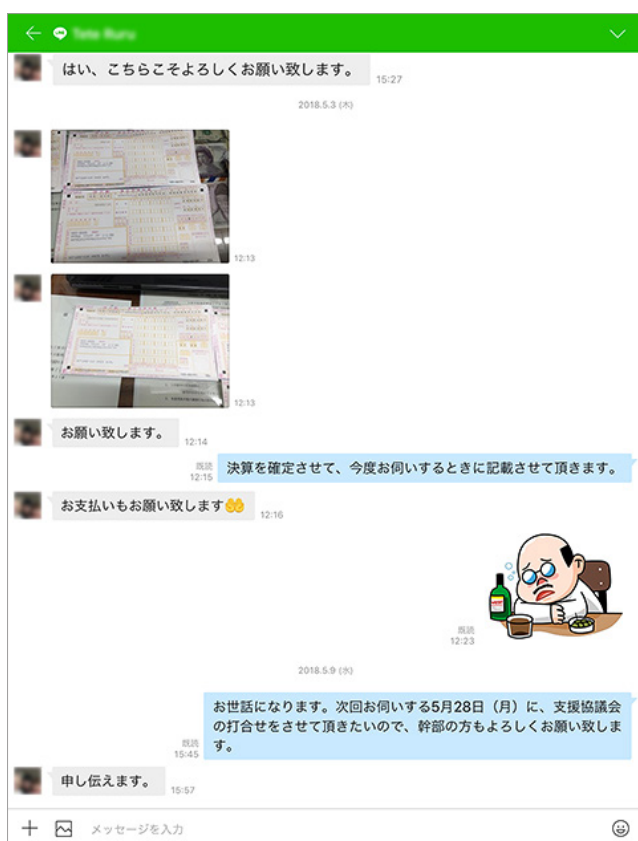 はい、こちらこそよろしくお願い致します。
15:27
2018.5.3 (木)
12:13
12:13
お願い致します。
12:14
既読
12:15
決算を確定させて、今度お伺いするときに記載させて頂きます。
お支払いもお願い致します🤲
12:16
既読
12:23
2018.5.9 (水)
お世話になります。次回お伺いする5月28日（月）に、支援協議会
の打合せをさせて頂きたいので、幹部の方もよろしくお願い致しま
す。
既読
15:45
申し伝えます。
15:57
メッセージを入力